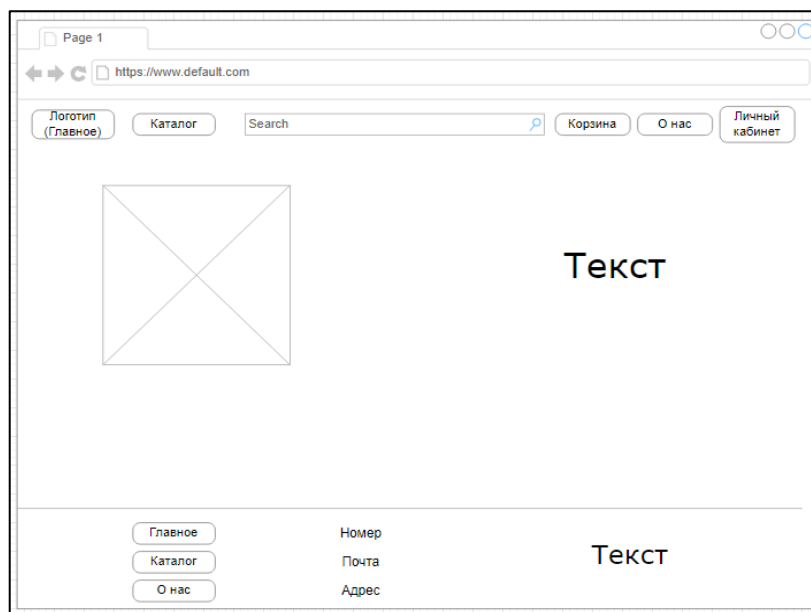 Page 1
https://www.default.com
Логотип
(Главное)
Каталог
Search
Корзина
О нас
Личный
кабинет
Текст
Главное
Номер
Каталог
Почта
Текст
О нас
Адрес